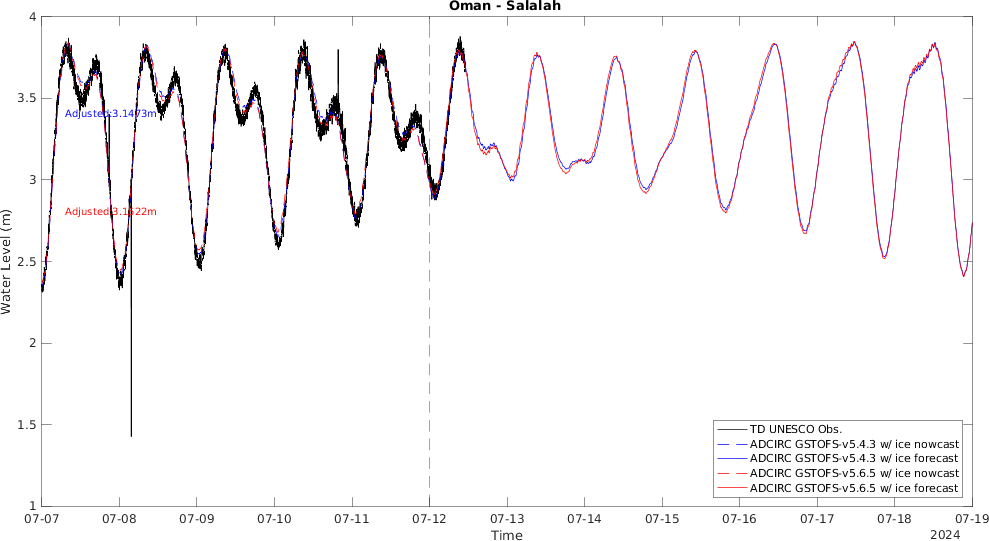 Oman - Salalah
4
3.5
3
2.5
2
1.5
1
Water Level (m)
Adjusted:3.1473m
Adjusted:3.1522m
TD UNESCO Obs.
ADCIRC GSTOFS-v5.4.3 w/ ice nowcast
ADCIRC GSTOFS-v5.4.3 w/ ice forecast
ADCIRC GSTOFS-v5.6.5 w/ ice nowcast
ADCIRC GSTOFS-v5.6.5 w/ ice forecast
07-07 07-08 07-09 07-10 07-11 07-12 07-13 07-14 07-15 07-16 07-17 07-18 07-19
Time
2024